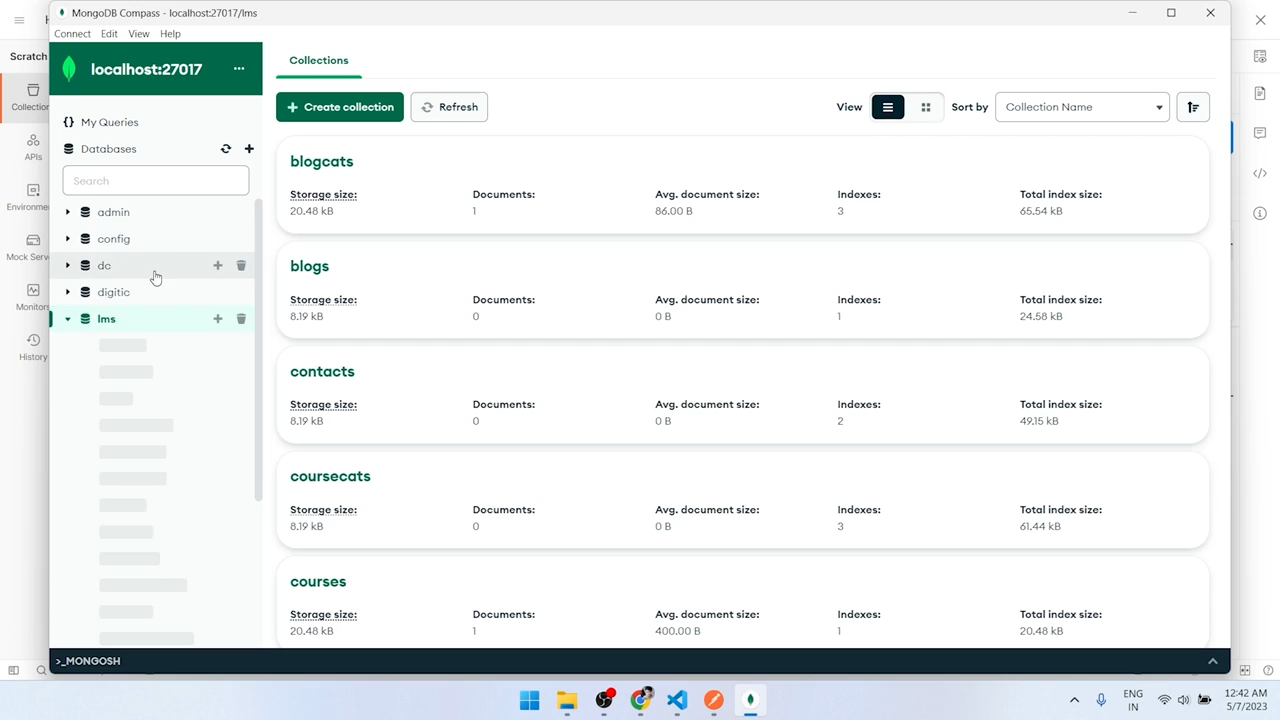 MongoDB Compass - localhost:27017/lms
Connect Edit View Help
Scratch
localhost:27017
Collections
Create collection
Refresh
View
Sort by
Collection Name
{} My Queries
Databases
Search
admin
config
dc
digitic
lms
APIs
Mock Serv
Monitors
History
blogcats
Storage size: Documents: Avg. document size: Indexes: Total index size:
20.48 kB 1 86.00 B 3 65.54 kB
blogs
Storage size: Documents: Avg. document size: Indexes: Total index size:
8.19 kB 0 0 B 1 24.58 kB
contacts
Storage size: Documents: Avg. document size: Indexes: Total index size:
8.19 kB 0 0 B 2 49.15 kB
coursecats
Storage size: Documents: Avg. document size: Indexes: Total index size:
8.19 kB 0 0 B 3 61.44 kB
courses
Storage size: Documents: Avg. document size: Indexes: Total index size:
20.48 kB 1 400.00 B 1 20.48 kB
>_MONGOSH
ENG
IN
12:42 AM
5/7/2023